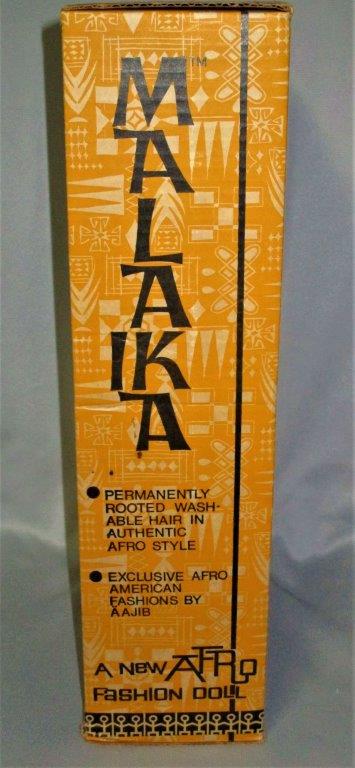 MALAIKA™
● PERMANENTLY
ROOTED WASH-
ABLE HAIR IN
AUTHENTIC
AFRO STYLE
● EXCLUSIVE AFRO
AMERICAN
FASHIONS BY
AAJIB
A NEW AFRO
FASHION DOLL